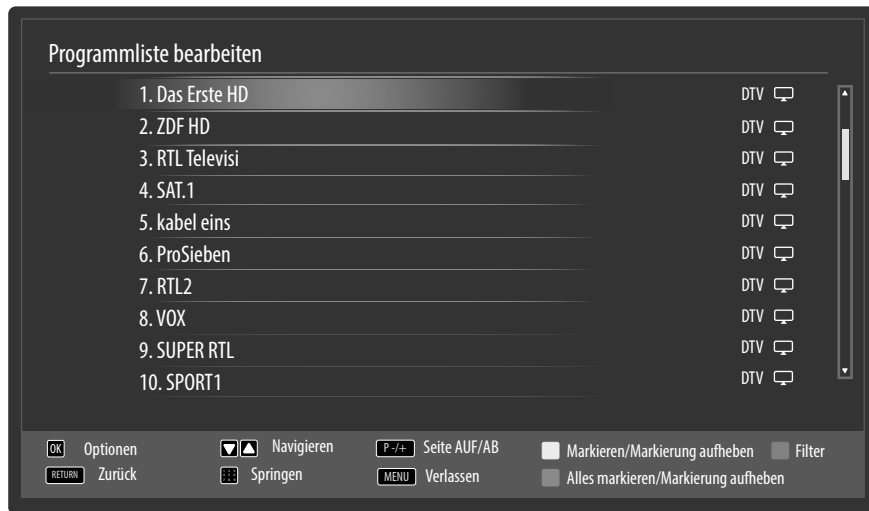 Programmliste bearbeiten
1. Das Erste HD DTV
2. ZDF HD DTV
3. RTL Televisi DTV
4. SAT.1 DTV
5. kabel eins DTV
6. ProSieben DTV
7. RTL2 DTV
8. VOX DTV
9. SUPER RTL DTV
10. SPORT1 DTV
OK Optionen Navigieren P -/+ Seite AUF/AB Markieren/Markierung aufheben Filter
RETURN Zurück Springen MENU Verlassen Alles markieren/Markierung aufheben